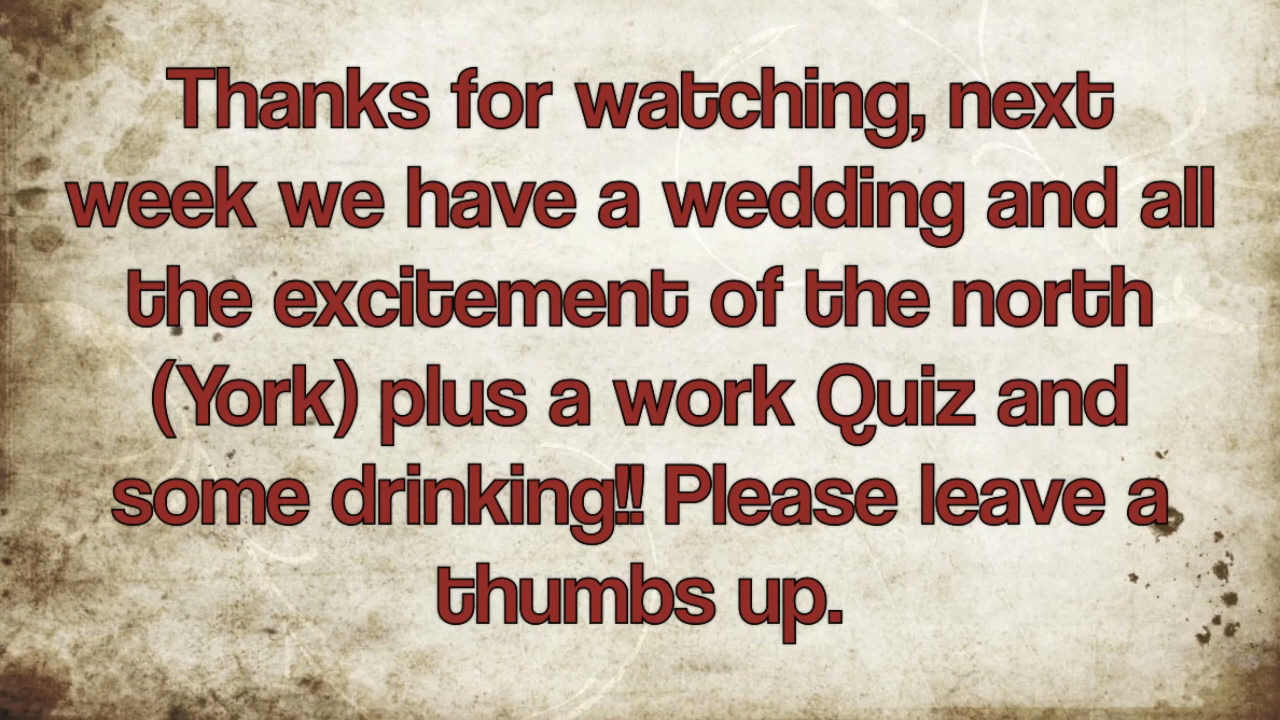 Thanks for watching, next
week we have a wedding and all
the excitement of the north
(York) plus a work Quiz and
some drinking!! Please leave a
thumbs up.